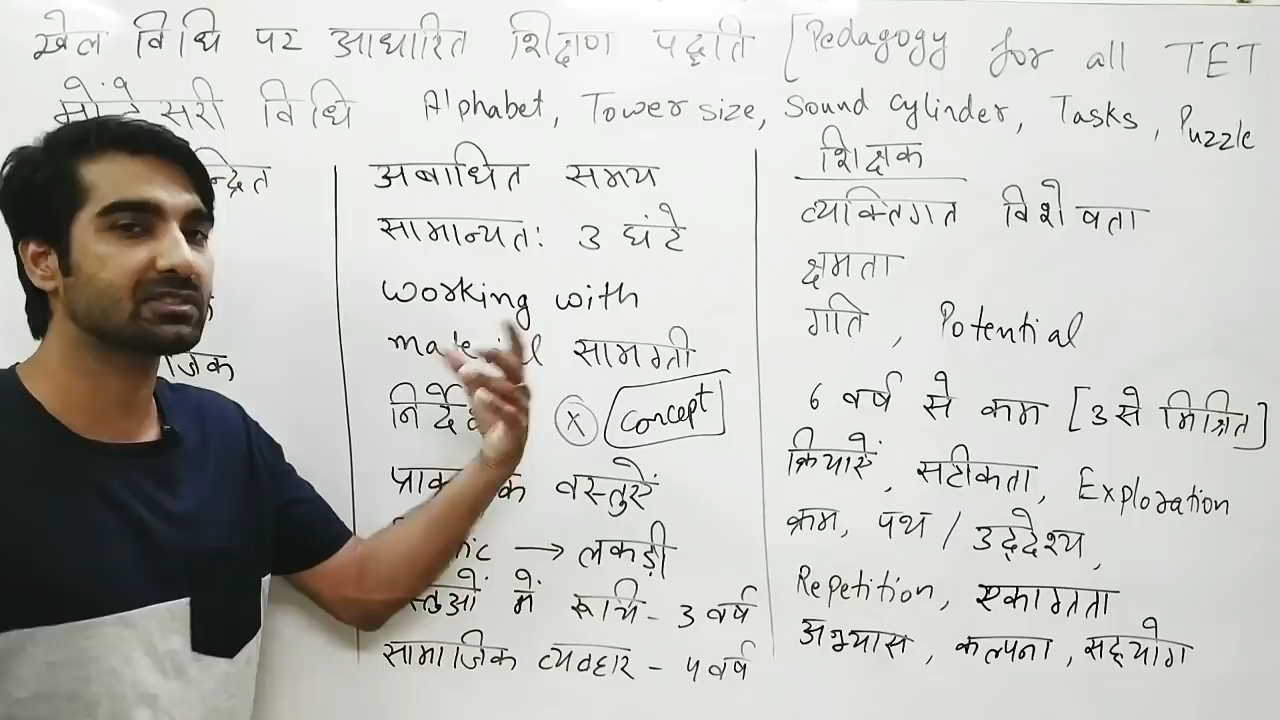 खेल विधि पर आधारित शिक्षण पद्धति [Pedagogy for all TET
मोंटेसरी विधि Alphabet, Tower size, Sound cylinder, Tasks, Puzzle
अबाधित समय
सामान्यतः 3 घंटे
working with
सामग्री
(x) concept
वस्तुएँ
→ लकड़ी
में रूचि - 3 वर्ष
सामाजिक व्यवहार - 4 वर्ष
शिक्षक
व्यक्तिगत विशेषता
क्षमता
गति, Potential
6 वर्ष से कम [3 से मिश्रित]
क्रियाएँ, सटीकता, Exploration
क्रम, पथ / उद्देश्य,
Repetition, एकाग्रता
अभ्यास, कल्पना, सहयोग